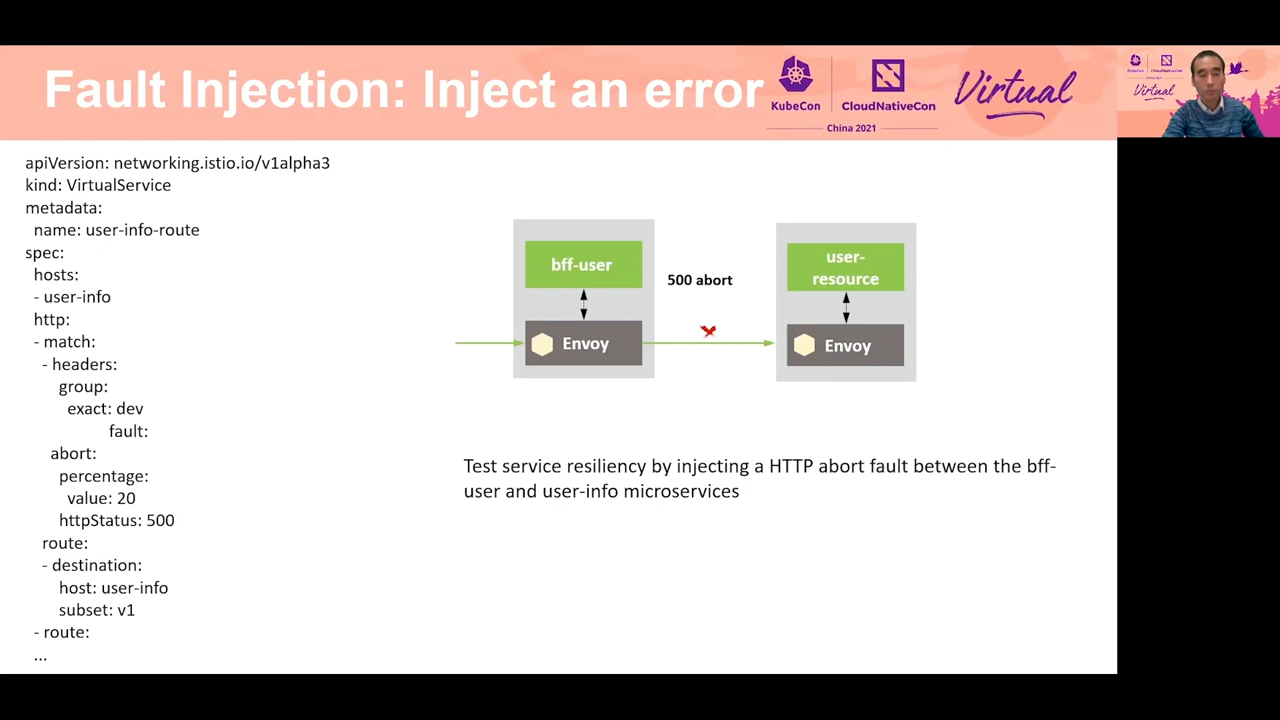 Fault Injection: Inject an error
KubeCon
CloudNativeCon
China 2021
Virtual
KubeCon
CloudNativeCon
Virtual
apiVersion: networking.istio.io/v1alpha3
kind: VirtualService
metadata:
name: user-info-route
spec:
hosts:
- user-info
http:
- match:
- headers:
group:
exact: dev
fault:
abort:
percentage:
value: 20
httpStatus: 500
route:
- destination:
host: user-info
subset: v1
- route:
...
bff-user
Envoy
500 abort
user-
resource
Envoy
Test service resiliency by injecting a HTTP abort fault between the bff-
user and user-info microservices